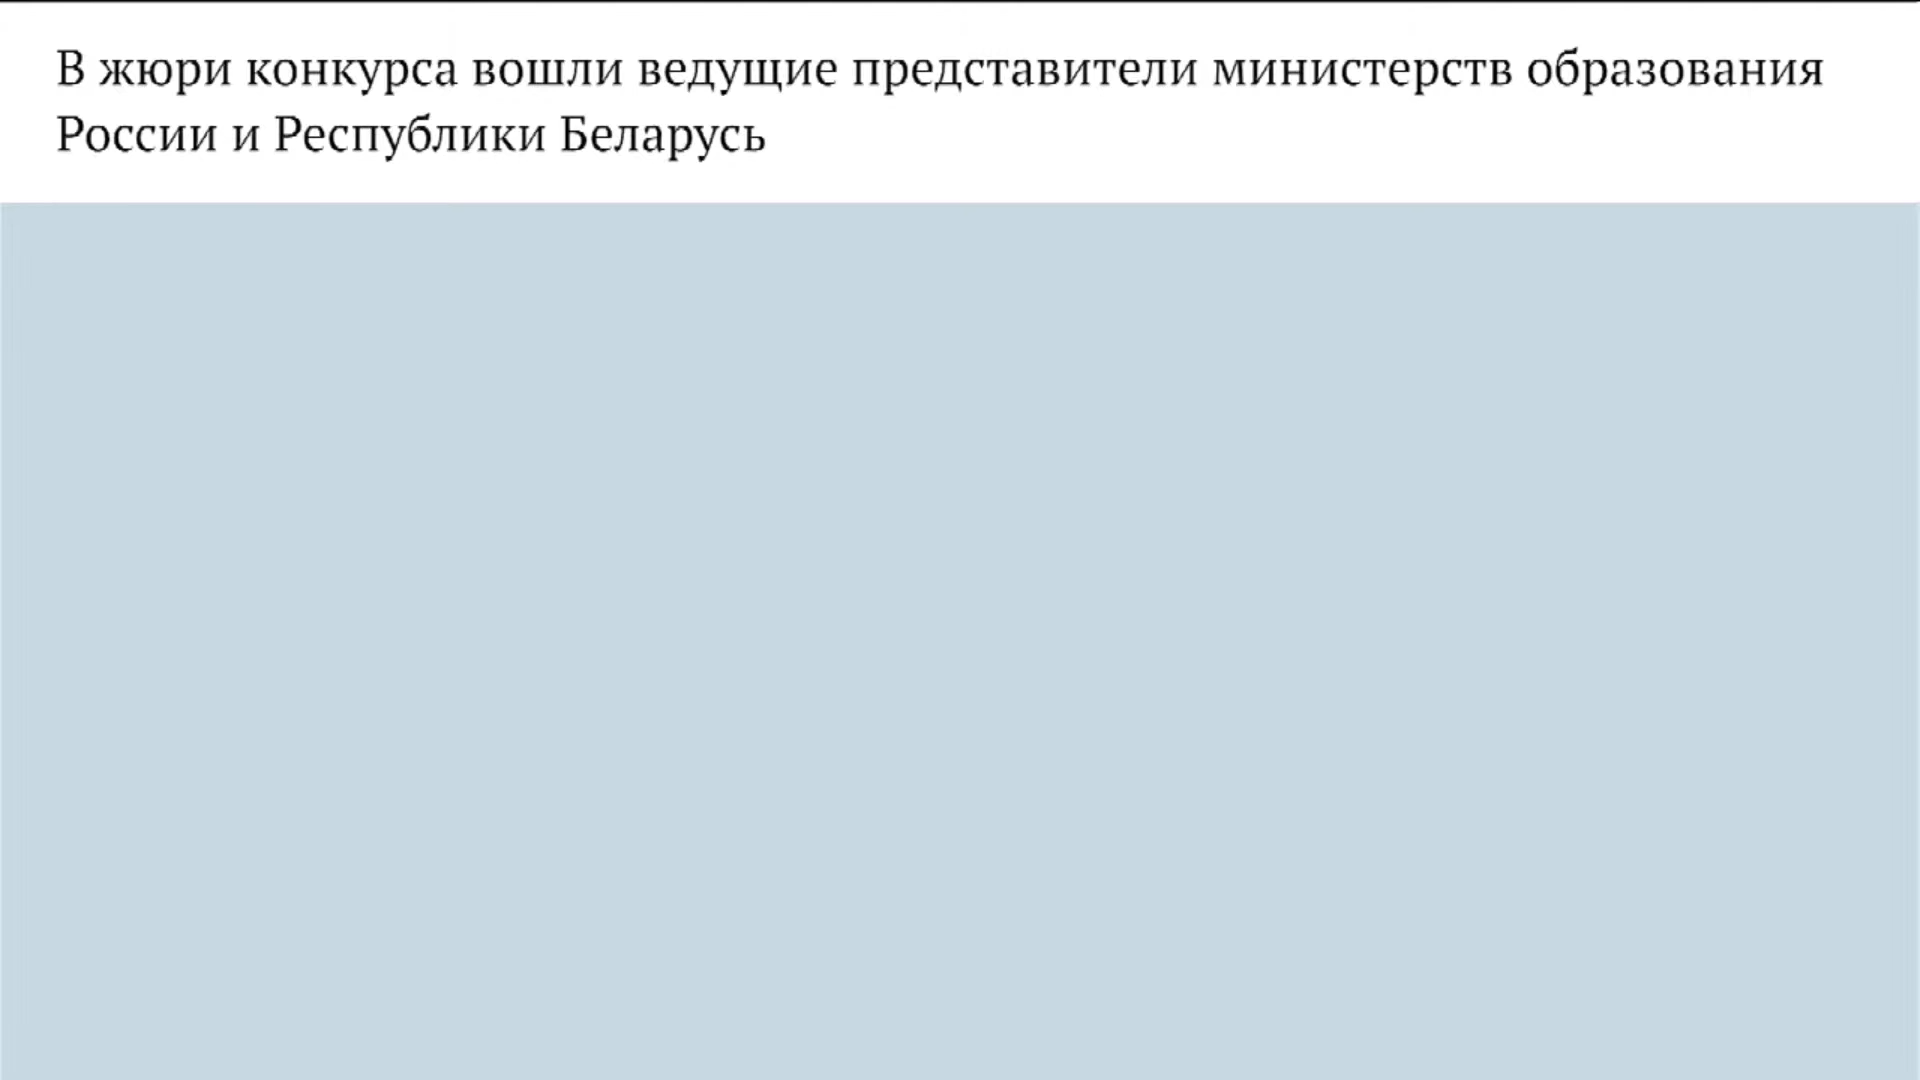 В жюри конкурса вошли ведущие представители министерств образования
России и Республики Беларусь